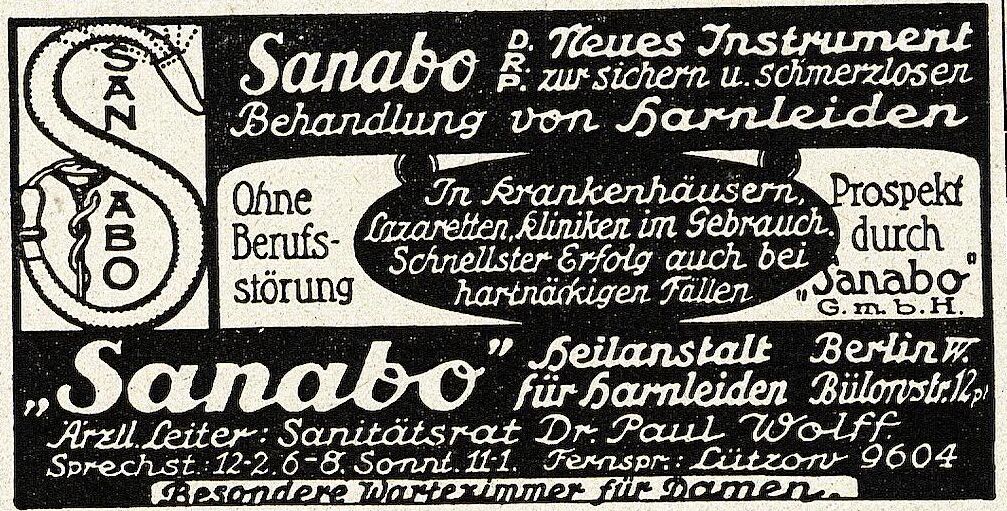 SAN
ABO
Sanabo D.R.P. Neues Instrument
zur sichern u. schmerzlosen
Behandlung von Harnleiden
Ohne
Berufs-
störung
In Krankenhäusern,
Lazaretten, Kliniken im Gebrauch.
Schnellster Erfolg auch bei
hartnäckigen Fällen
Prospekt
durch
"Sanabo"
G.m.b.H.
„Sanabo” Heilanstalt Berlin W.
für Harnleiden Bülowstr. 12 pt
Ärztl. Leiter: Sanitätsrat Dr. Paul Wolff.
Sprechst.: 12-2. 6-8. Sonnt. 11-1. Fernspr.: Lützow 9604
Besondere Wartezimmer für Damen.